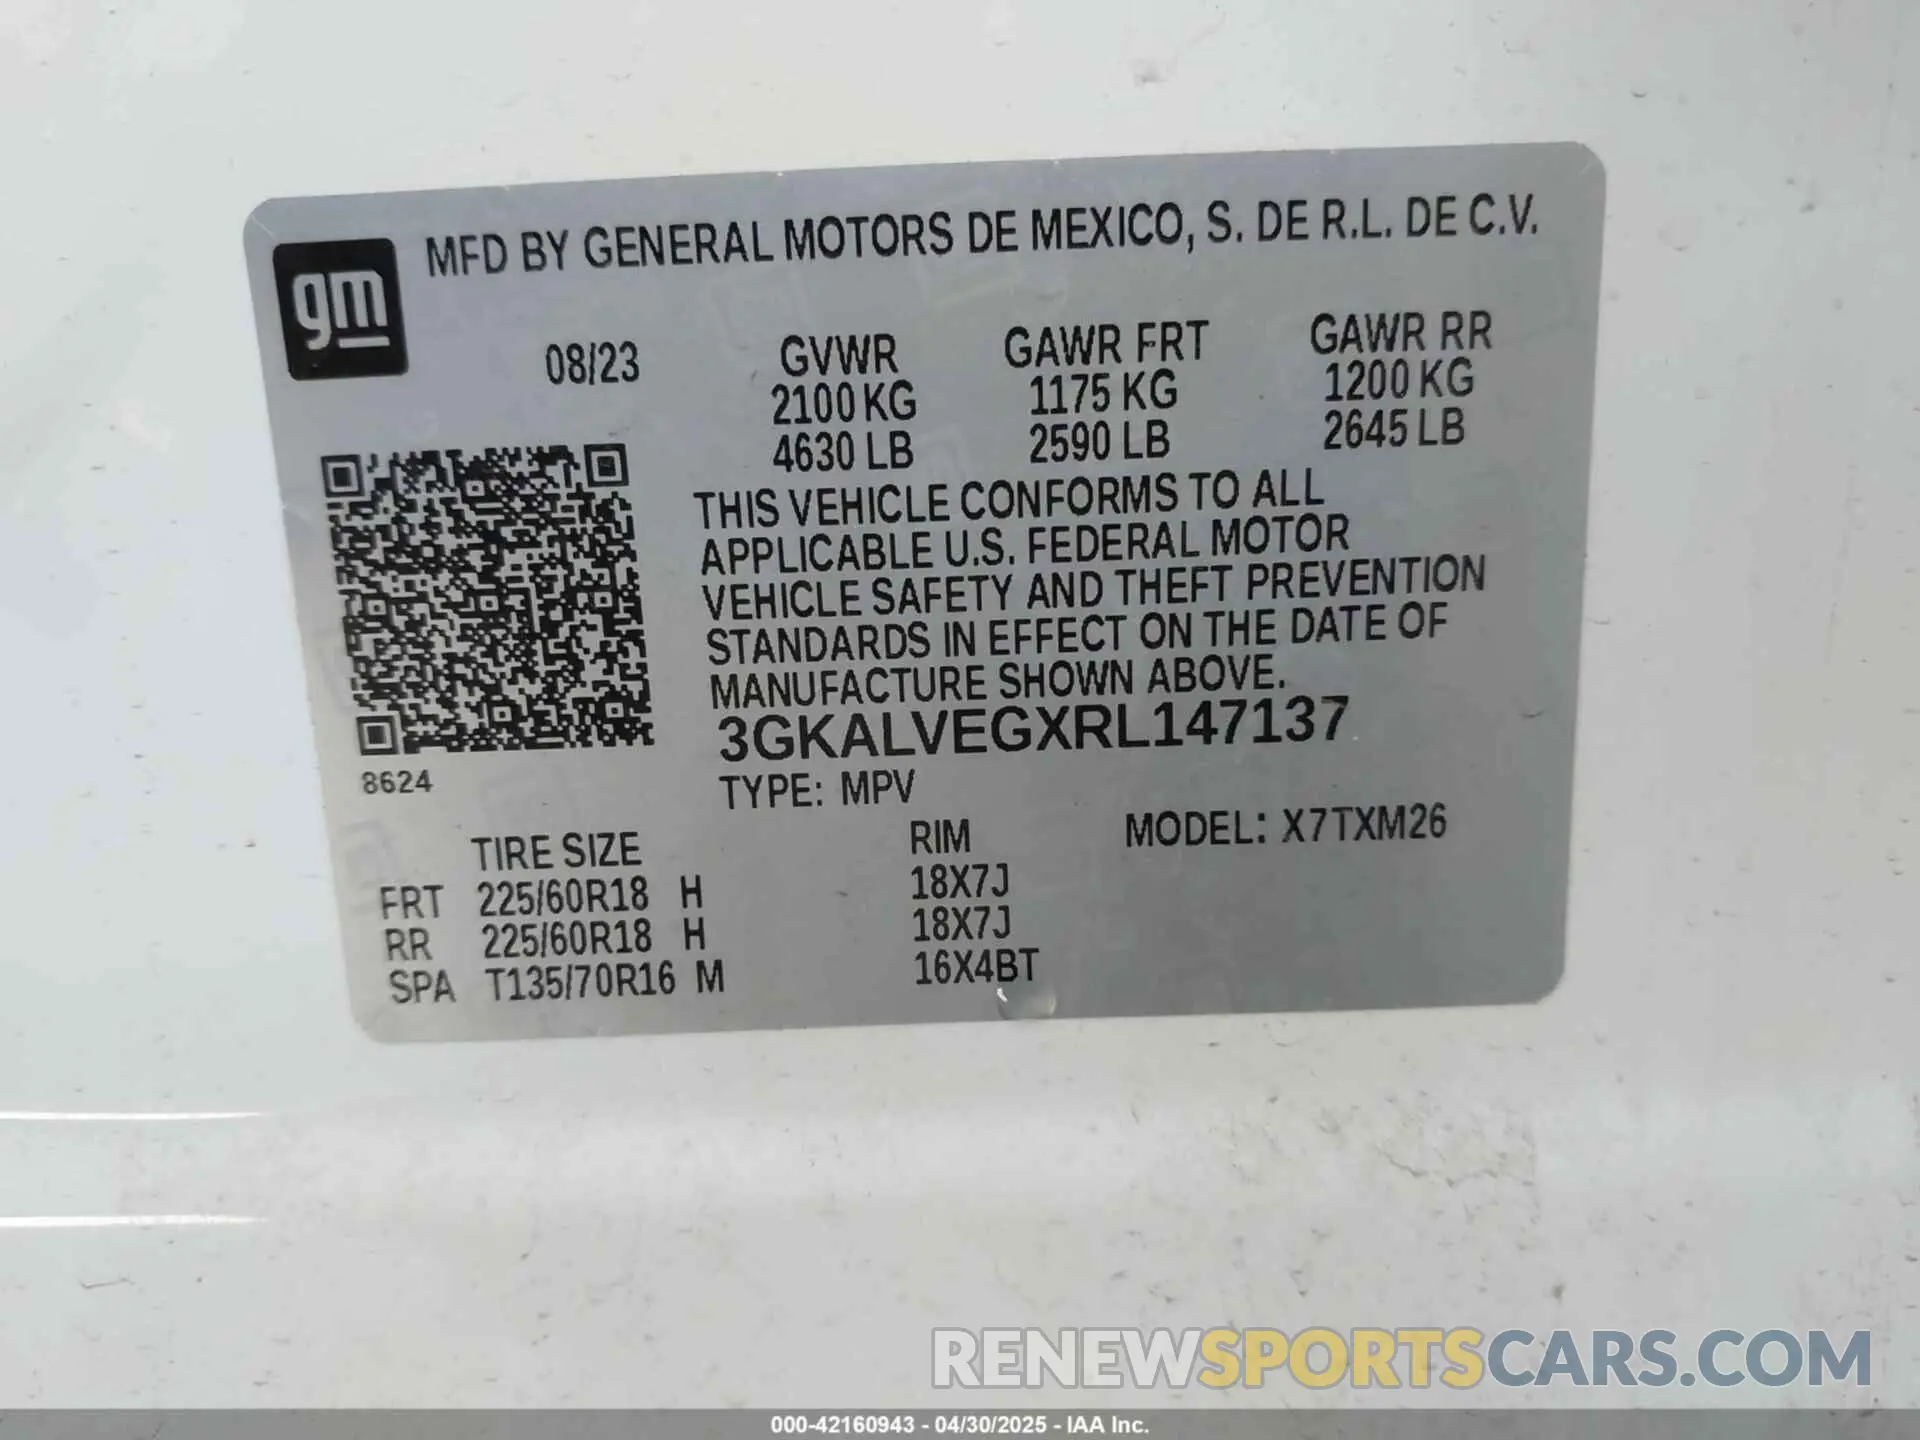 gm
MFD BY GENERAL MOTORS DE MEXICO, S. DE R.L. DE C.V.
08/23 GVWR GAWR FRT GAWR RR
2100 KG 1175 KG 1200 KG
4630 LB 2590 LB 2645 LB
THIS VEHICLE CONFORMS TO ALL
APPLICABLE U.S. FEDERAL MOTOR
VEHICLE SAFETY AND THEFT PREVENTION
STANDARDS IN EFFECT ON THE DATE OF
MANUFACTURE SHOWN ABOVE.
3GKALVEGXRL147137
8624
TYPE: MPV
TIRE SIZE RIM MODEL: X7TXM26
FRT 225/60R18 H 18X7J
RR 225/60R18 H 18X7J
SPA T135/70R16 M 16X4BT
RENEWSPORTSCARS.COM
000-42160943 - 04/30/2025 - IAA Inc.